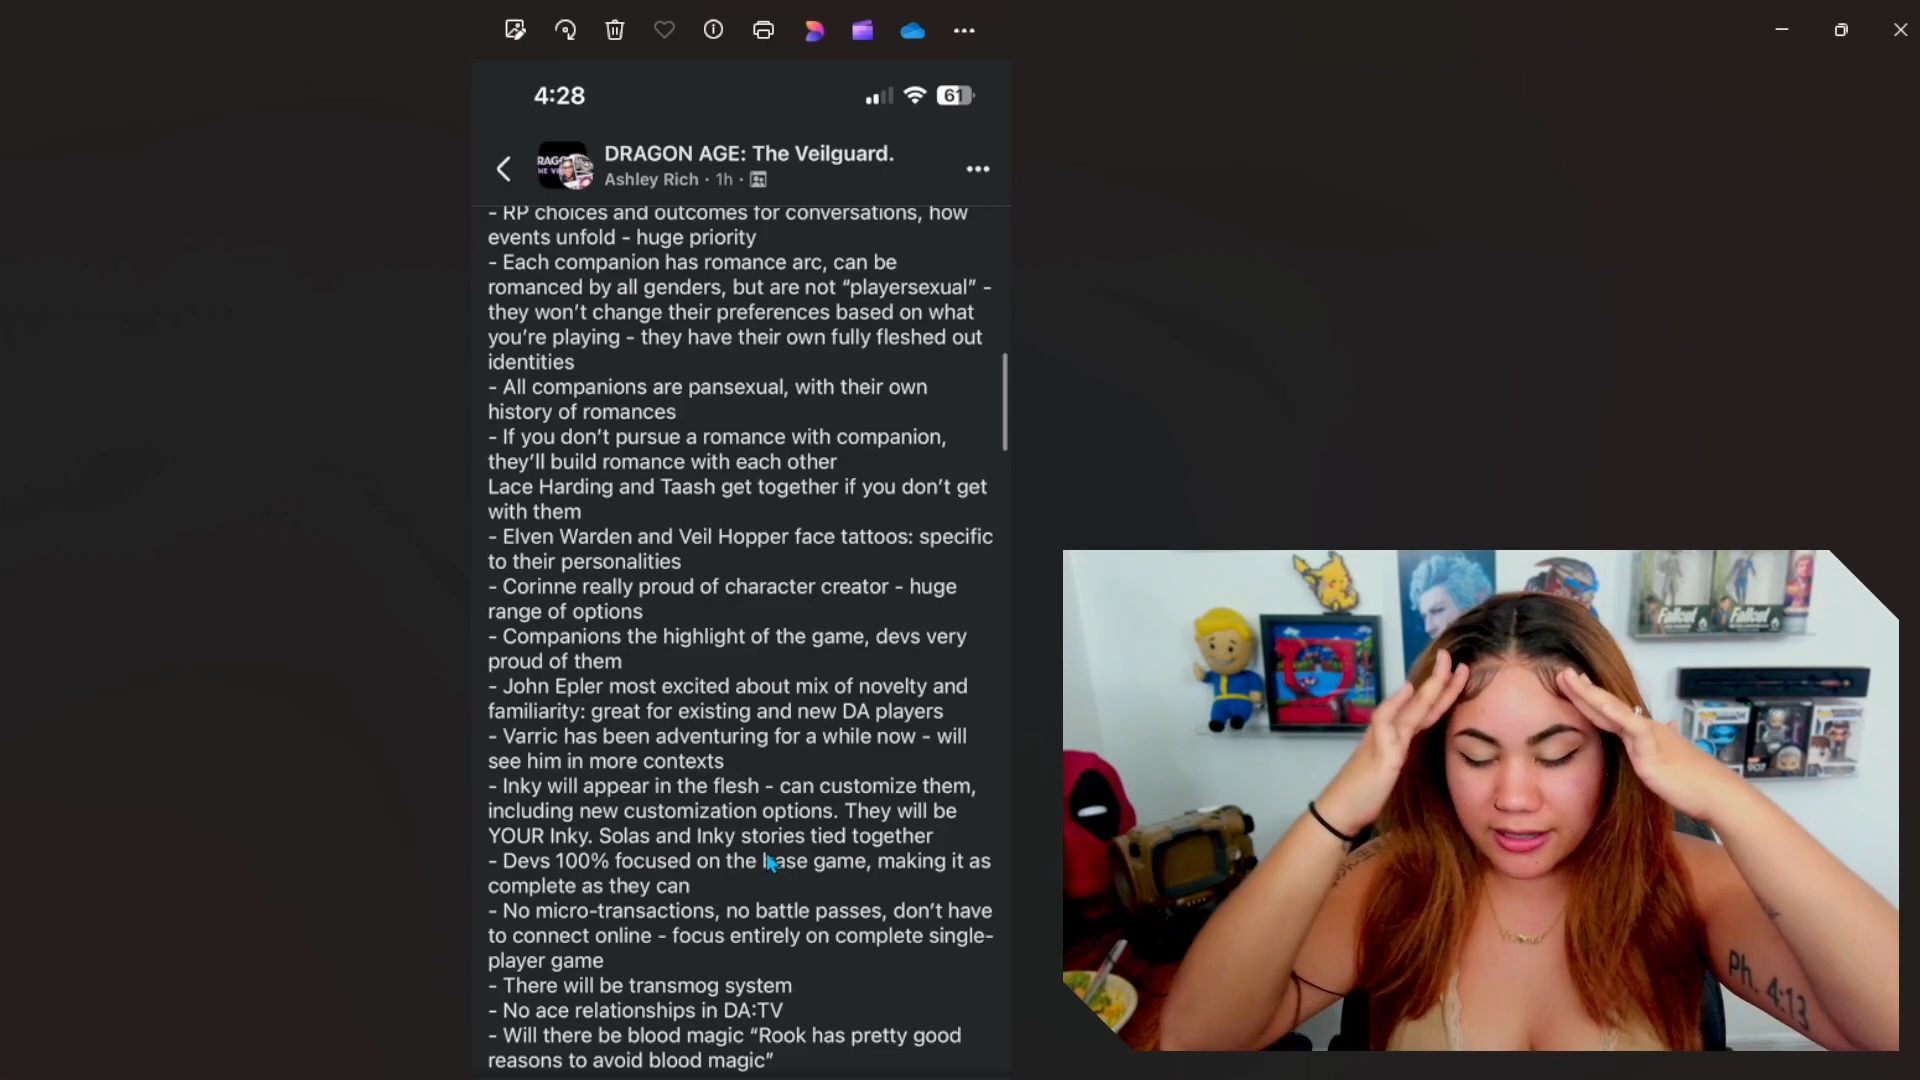 4:28
61
DRAGON AGE: The Veilguard.
Ashley Rich · 1h ·
- RP choices and outcomes for conversations, how
events unfold - huge priority
- Each companion has romance arc, can be
romanced by all genders, but are not “playersexual” -
they won’t change their preferences based on what
you’re playing - they have their own fully fleshed out
identities
- All companions are pansexual, with their own
history of romances
- If you don’t pursue a romance with companion,
they’ll build romance with each other
Lace Harding and Taash get together if you don’t get
with them
- Elven Warden and Veil Hopper face tattoos: specific
to their personalities
- Corinne really proud of character creator - huge
range of options
- Companions the highlight of the game, devs very
proud of them
- John Epler most excited about mix of novelty and
familiarity: great for existing and new DA players
- Varric has been adventuring for a while now - will
see him in more contexts
- Inky will appear in the flesh - can customize them,
including new customization options. They will be
YOUR Inky. Solas and Inky stories tied together
- Devs 100% focused on the base game, making it as
complete as they can
- No micro-transactions, no battle passes, don’t have
to connect online - focus entirely on complete single-
player game
- There will be transmog system
- No ace relationships in DA:TV
- Will there be blood magic “Rook has pretty good
reasons to avoid blood magic”
Fallout
Fallout
Ph. 4:13